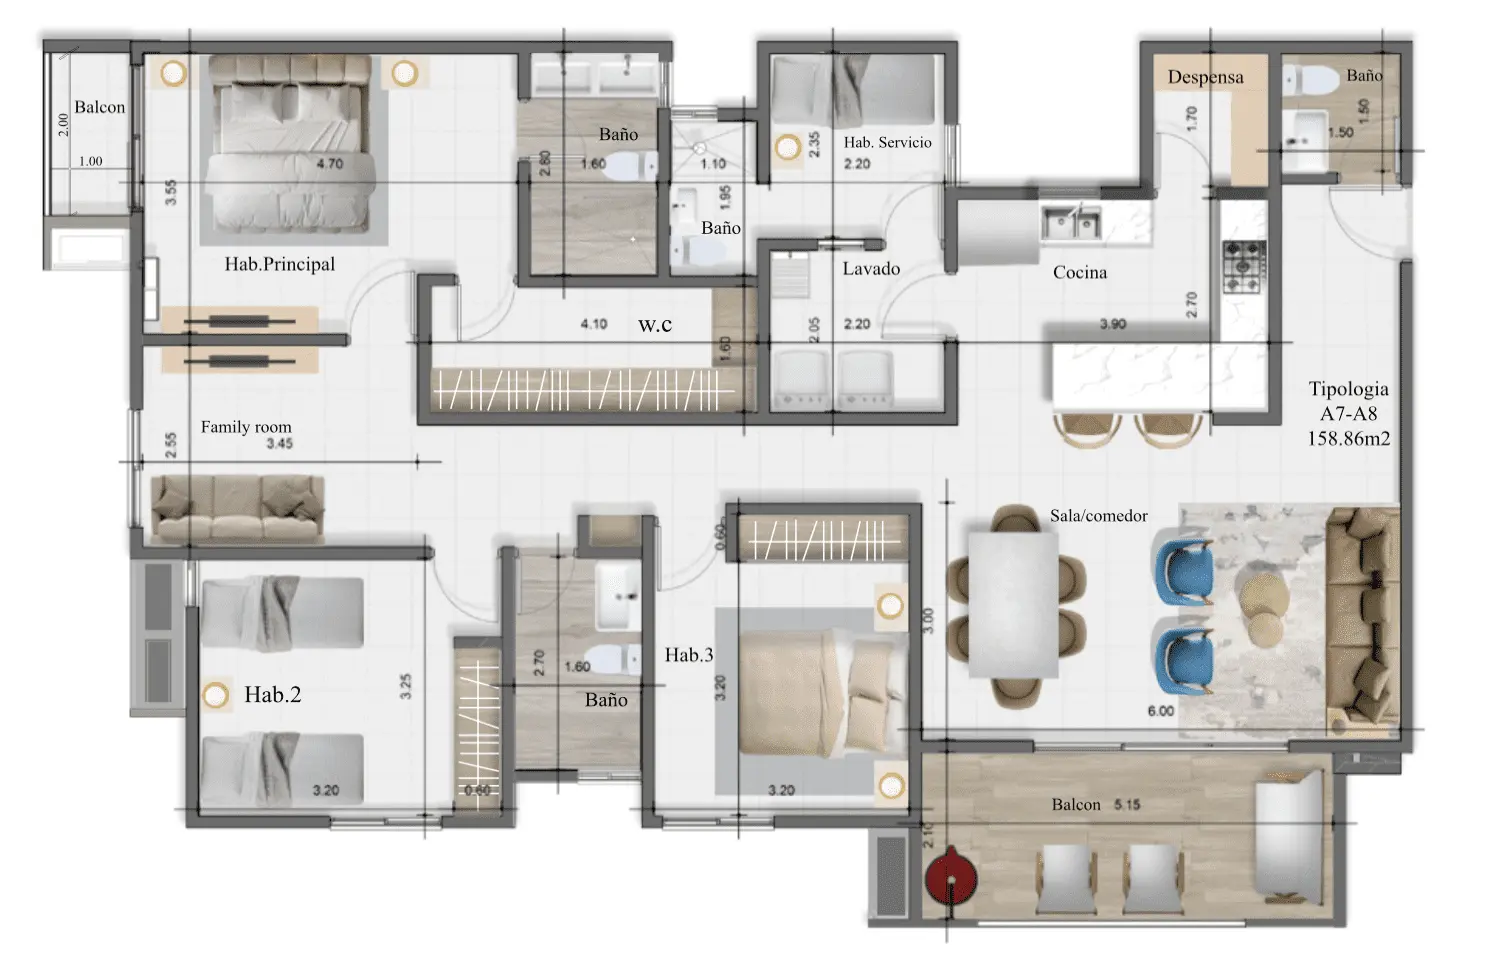 Balcon
2.00
1.00
4.70
3.55
Hab.Principal
Baño
2.80
1.60
1.10
1.95
Baño
Hab. Servicio
2.35
2.20
Despensa
1.70
Baño
1.50
1.50
Lavado
2.05
2.20
Cocina
2.70
3.90
4.10
w.c
1.60
Tipologia
A7-A8
158.86m2
Family room
3.45
2.55
Sala/comedor
3.00
6.00
0.60
Hab.3
3.20
3.20
2.70
1.60
Baño
Hab.2
3.25
3.20
0.60
Balcon
5.15
2.10